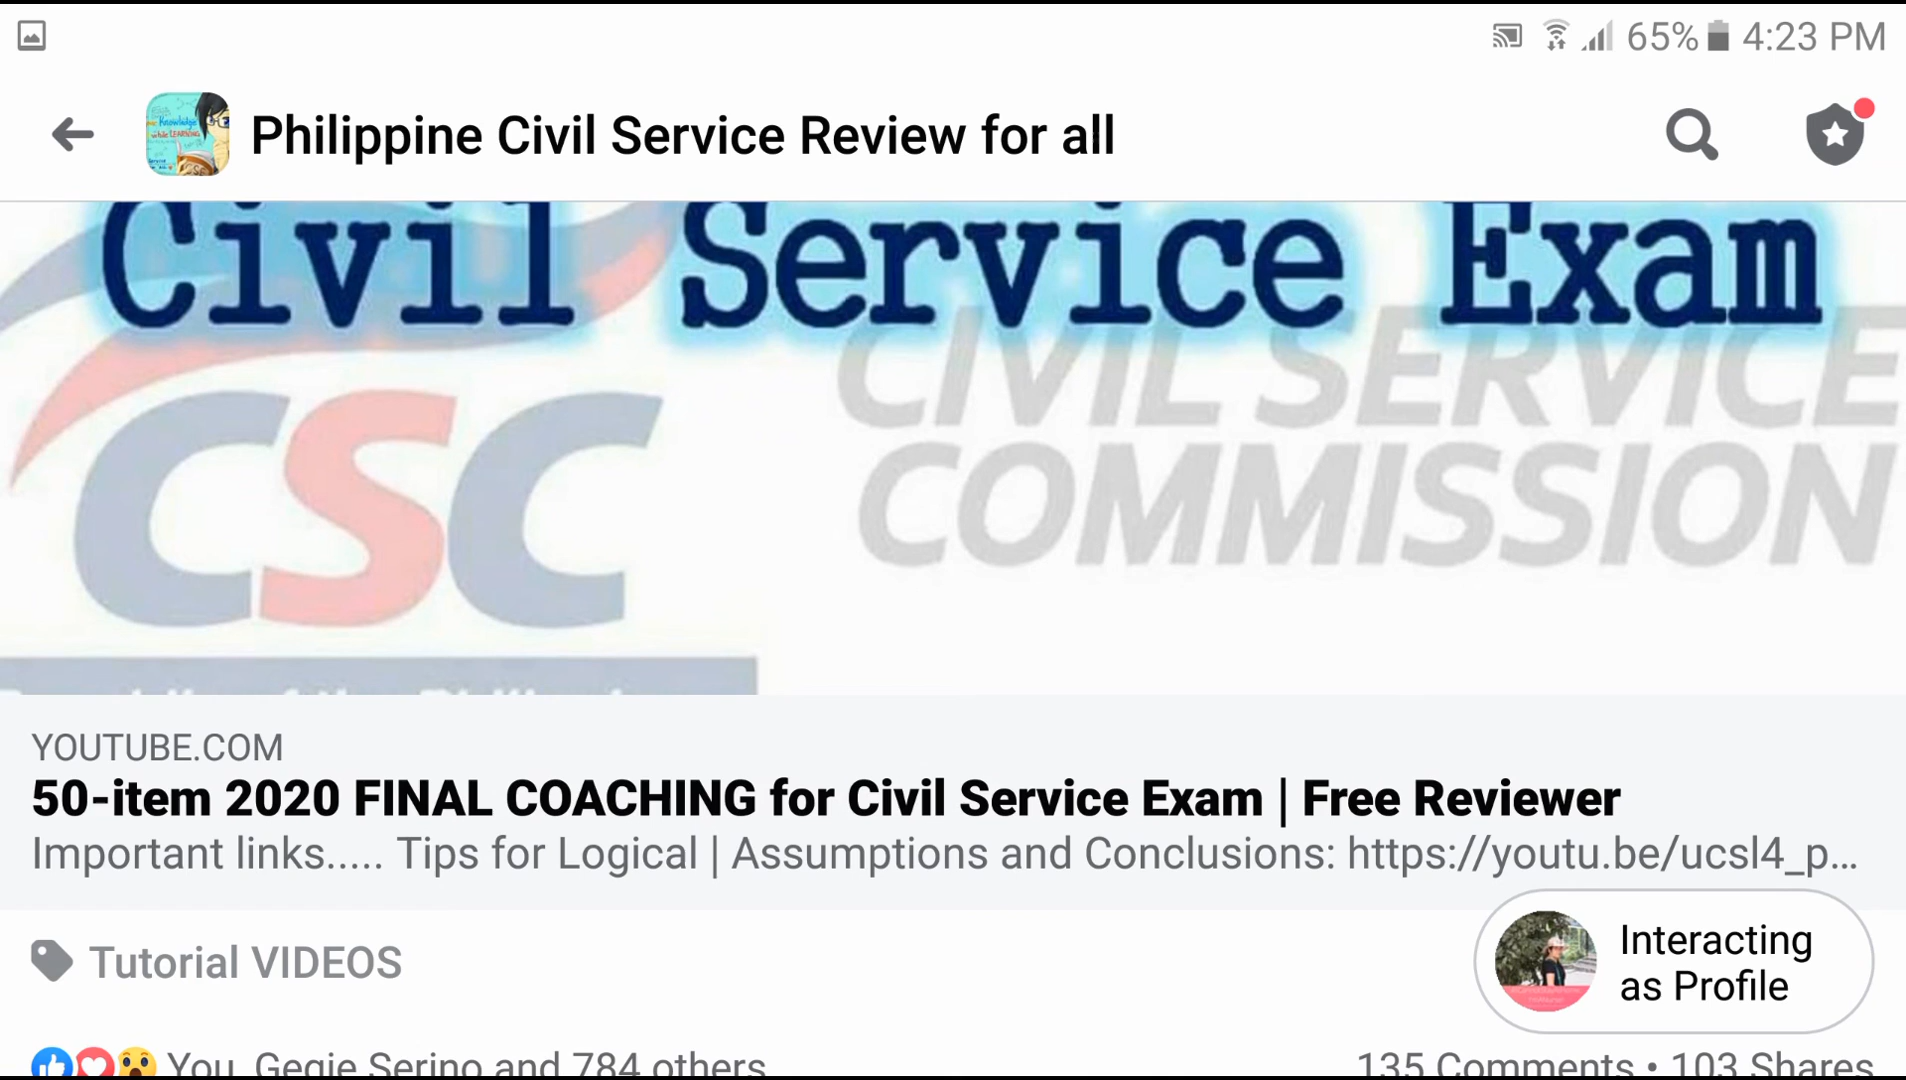 65% 4:23 PM
Philippine Civil Service Review for all
Civil Service Exam
CSC
CIVIL SERVICE
COMMISSION
YOUTUBE.COM
50-item 2020 FINAL COACHING for Civil Service Exam | Free Reviewer
Important links..... Tips for Logical | Assumptions and Conclusions: https://youtu.be/ucsl4_p...
Tutorial VIDEOS
Interacting
as Profile
You, Gegie Serino and 784 others
135 Comments • 103 Shares